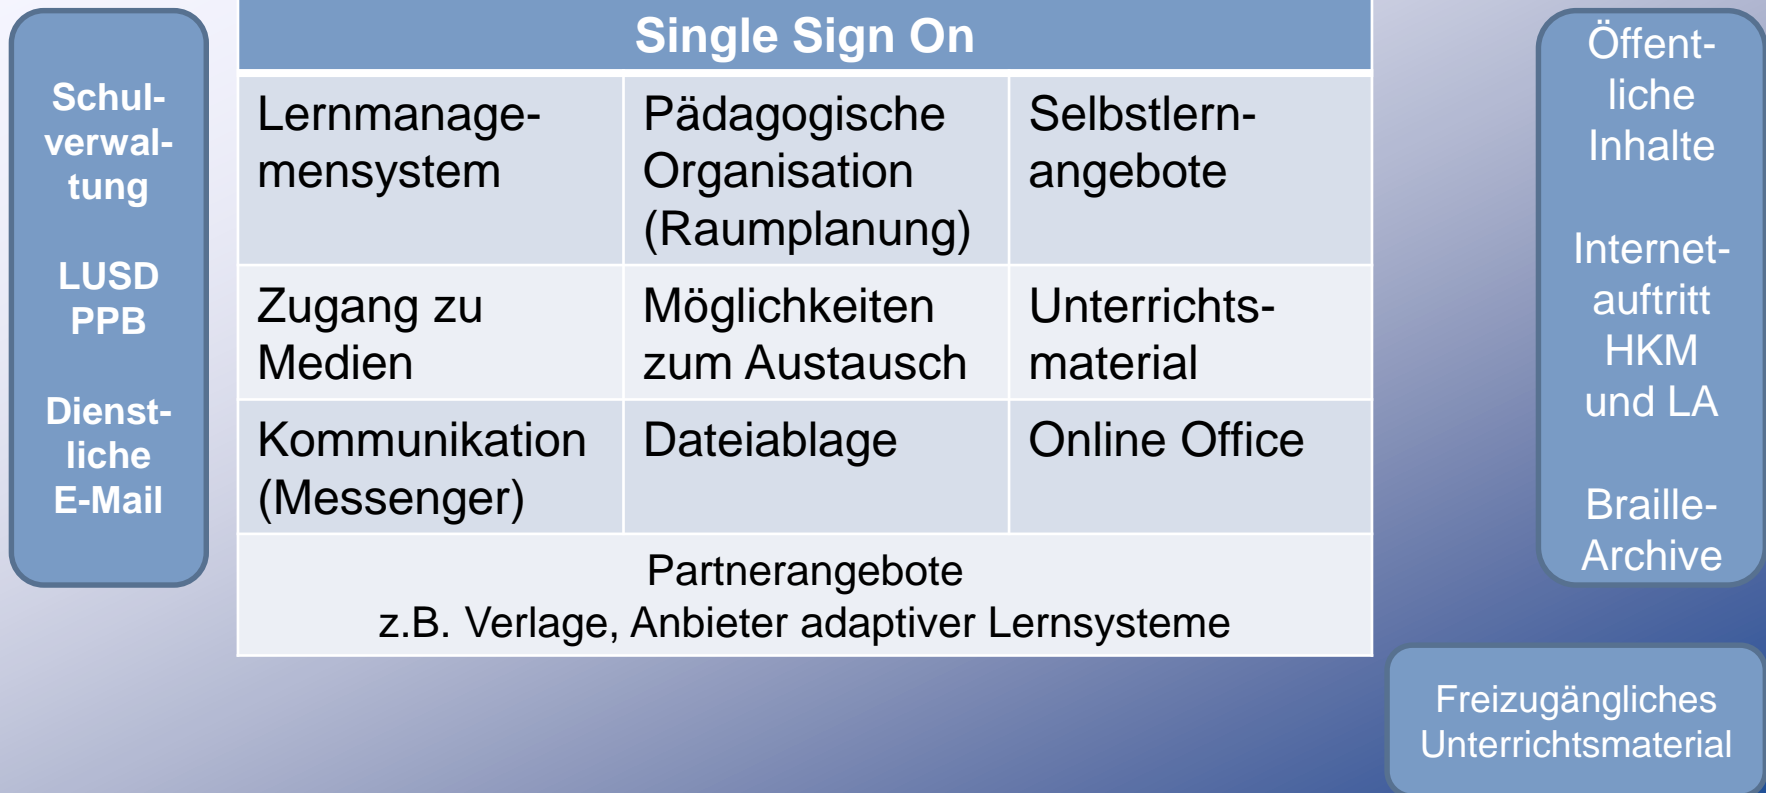 Schul-
verwal-
tung
LUSD
PPB
Dienst-
liche
E-Mail
Single Sign On
Lernmanage-
mensystem
Pädagogische
Organisation
(Raumplanung)
Selbstlern-
angebote
Zugang zu
Medien
Möglichkeiten
zum Austausch
Unterrichts-
material
Kommunikation
(Messenger)
Dateiablage
Online Office
Partnerangebote
z.B. Verlage, Anbieter adaptiver Lernsysteme
Öffent-
liche
Inhalte
Internet-
auftritt
HKM
und LA
Braille-
Archive
Freizugängliches
Unterrichtsmaterial